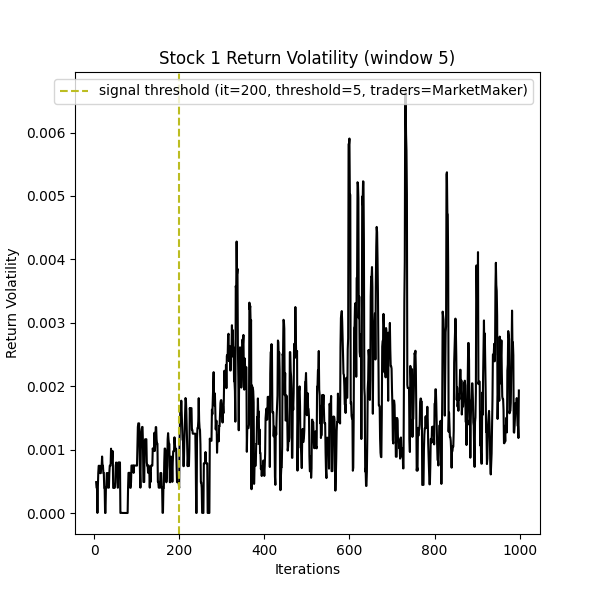 Stock 1 Return Volatility (window 5)
signal threshold (it=200, threshold=5, traders=MarketMaker)
Return Volatility
0.006
0.005
0.004
0.003
0.002
0.001
0.000
0 200 400 600 800 1000
Iterations